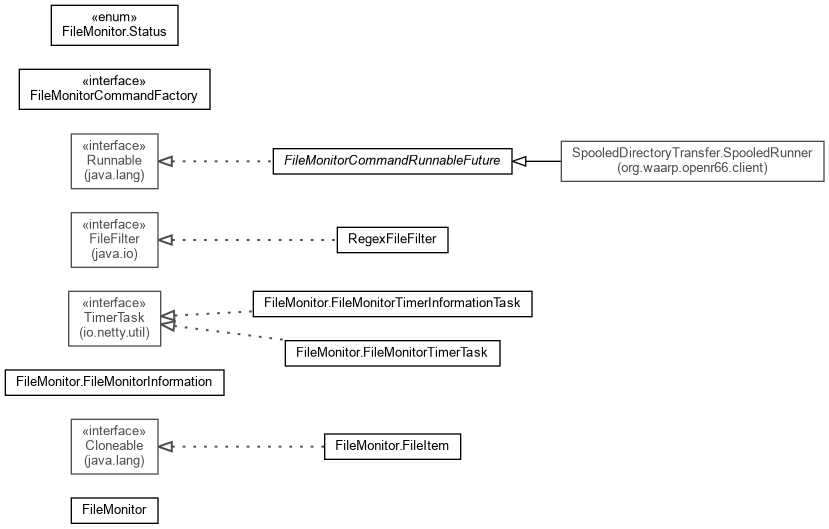 «enum»
FileMonitor.Status
«interface»
FileMonitorCommandFactory
«interface»
Runnable
(java.lang)
FileMonitorCommandRunnableFuture
SpooledDirectoryTransfer.SpooledRunner
(org.waarp.openr66.client)
«interface»
FileFilter
(java.io)
RegexFileFilter
«interface»
TimerTask
(io.netty.util)
FileMonitor.FileMonitorTimerInformationTask
FileMonitor.FileMonitorTimerTask
FileMonitor.FileMonitorInformation
«interface»
Cloneable
(java.lang)
FileMonitor.FileItem
FileMonitor